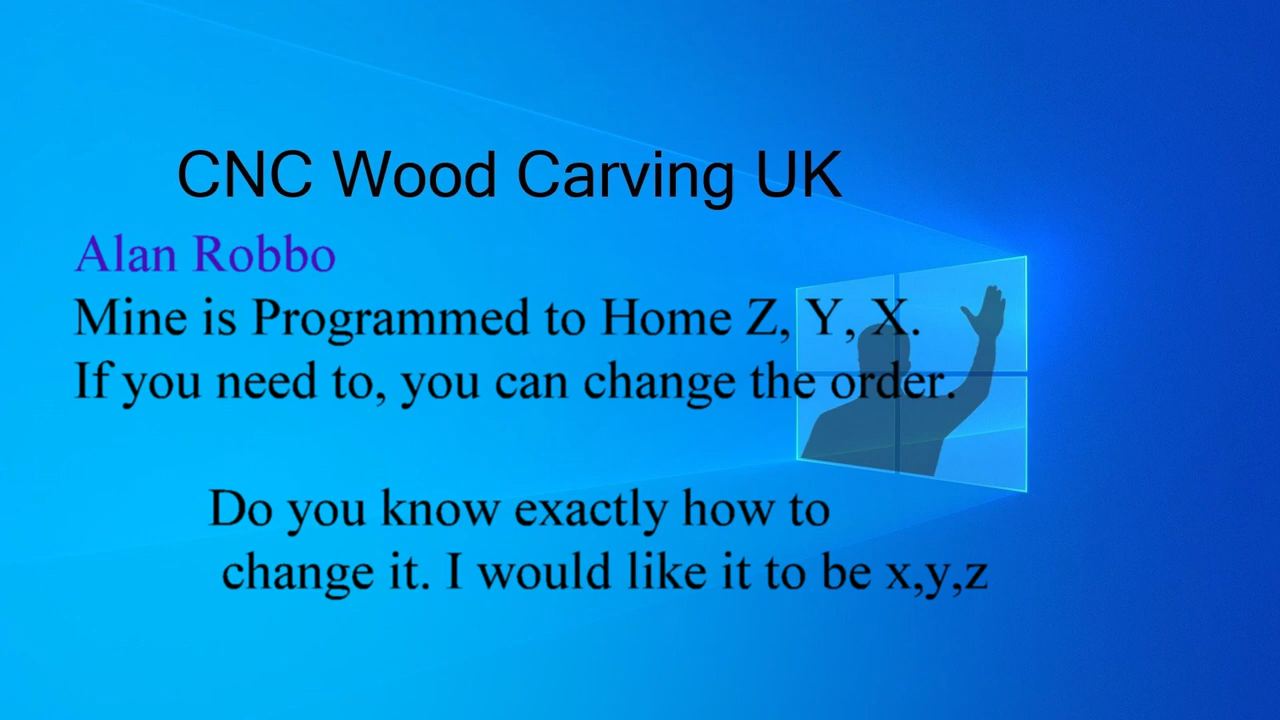 CNC Wood Carving UK
Alan Robbo
Mine is Programmed to Home Z, Y, X.
If you need to, you can change the order.
Do you know exactly how to
change it. I would like it to be x,y,z